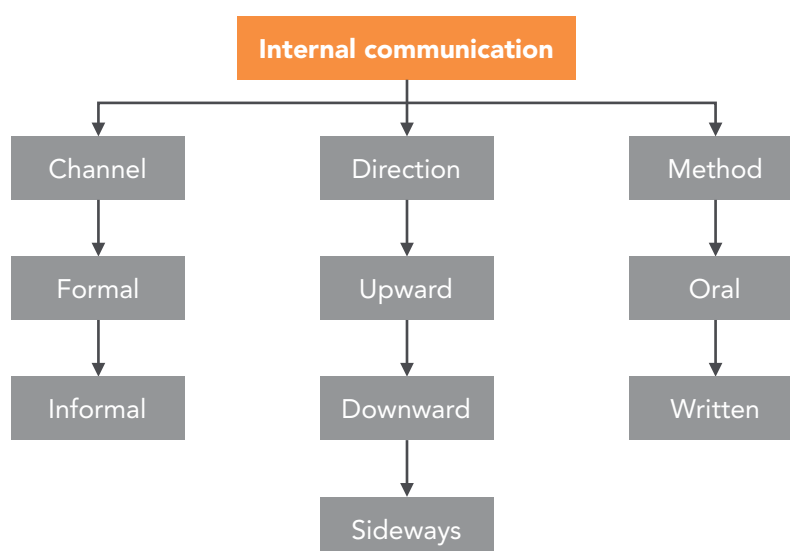 Internal communication
Channel
Direction
Method
Formal
Upward
Oral
Informal
Downward
Written
Sideways